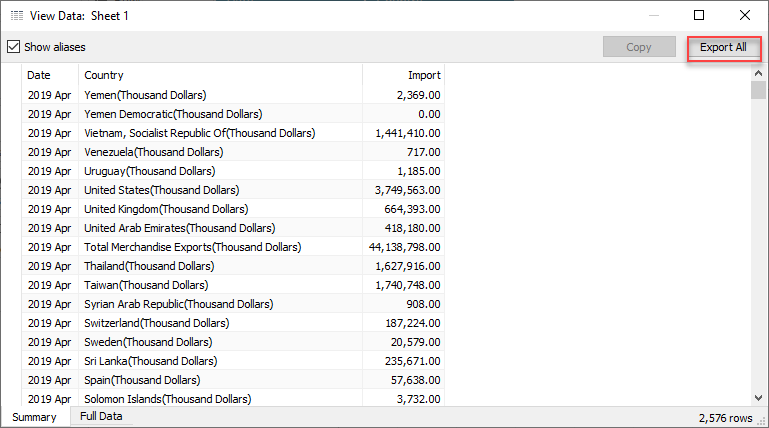 View Data: Sheet 1
Show aliases
Copy
Export All
Date Country Import
2019 Apr Yemen(Thousand Dollars) 2,369.00
2019 Apr Yemen Democratic(Thousand Dollars) 0.00
2019 Apr Vietnam, Socialist Republic Of(Thousand Dollars) 1,441,410.00
2019 Apr Venezuela(Thousand Dollars) 717.00
2019 Apr Uruguay(Thousand Dollars) 1,185.00
2019 Apr United States(Thousand Dollars) 3,749,563.00
2019 Apr United Kingdom(Thousand Dollars) 664,393.00
2019 Apr United Arab Emirates(Thousand Dollars) 418,180.00
2019 Apr Total Merchandise Exports(Thousand Dollars) 44,138,798.00
2019 Apr Thailand(Thousand Dollars) 1,627,916.00
2019 Apr Taiwan(Thousand Dollars) 1,740,748.00
2019 Apr Syrian Arab Republic(Thousand Dollars) 908.00
2019 Apr Switzerland(Thousand Dollars) 187,224.00
2019 Apr Sweden(Thousand Dollars) 20,579.00
2019 Apr Sri Lanka(Thousand Dollars) 235,671.00
2019 Apr Spain(Thousand Dollars) 57,638.00
2019 Apr Solomon Islands(Thousand Dollars) 3,732.00
Summary
Full Data
2,576 rows